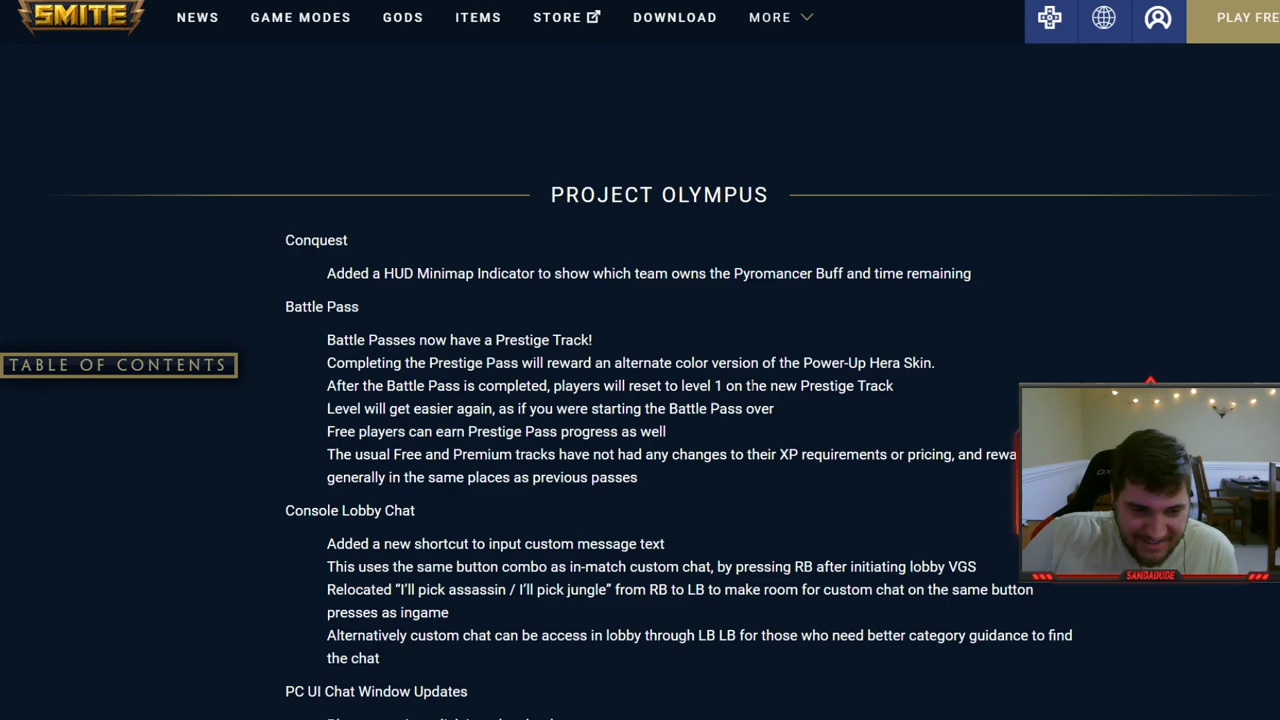 SMITE
NEWS GAME MODES GODS ITEMS STORE DOWNLOAD MORE PLAY FRE
PROJECT OLYMPUS
Conquest
Added a HUD Minimap Indicator to show which team owns the Pyromancer Buff and time remaining
Battle Pass
Battle Passes now have a Prestige Track!
TABLE OF CONTENTS
Completing the Prestige Pass will reward an alternate color version of the Power-Up Hera Skin.
After the Battle Pass is completed, players will reset to level 1 on the new Prestige Track
Level will get easier again, as if you were starting the Battle Pass over
Free players can earn Prestige Pass progress as well
The usual Free and Premium tracks have not had any changes to their XP requirements or pricing, and rewa
generally in the same places as previous passes
Console Lobby Chat
Added a new shortcut to input custom message text
This uses the same button combo as in-match custom chat, by pressing RB after initiating lobby VGS
SANDADUDE
Relocated “I’ll pick assassin / I’ll pick jungle” from RB to LB to make room for custom chat on the same button
presses as ingame
Alternatively custom chat can be access in lobby through LB LB for those who need better category guidance to find
the chat
PC UI Chat Window Updates